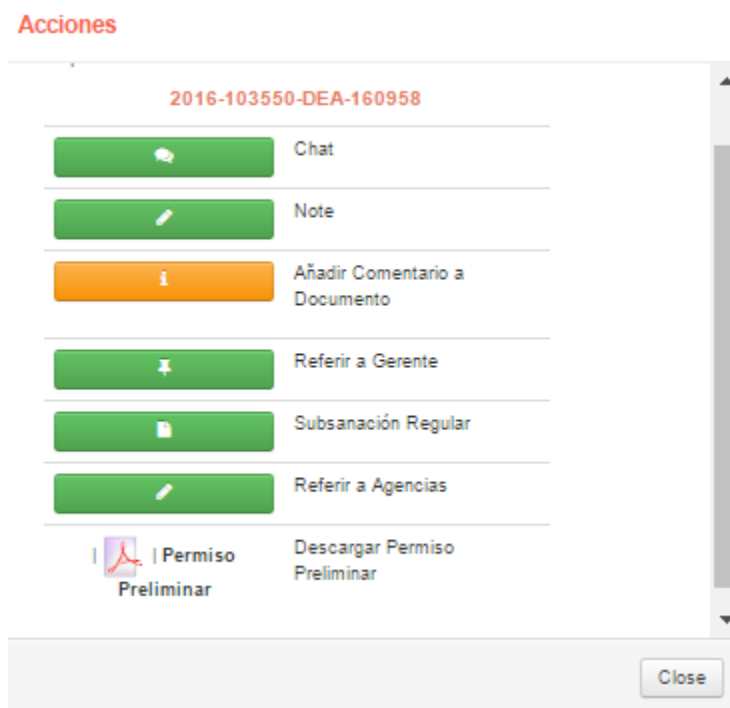 Acciones
2016-103550-DEA-160958
Chat
Note
Añadir Comentario a
Documento
Referir a Gerente
Subsanación Regular
Referir a Agencias
| | Permiso
Preliminar
Descargar Permiso
Preliminar
Close